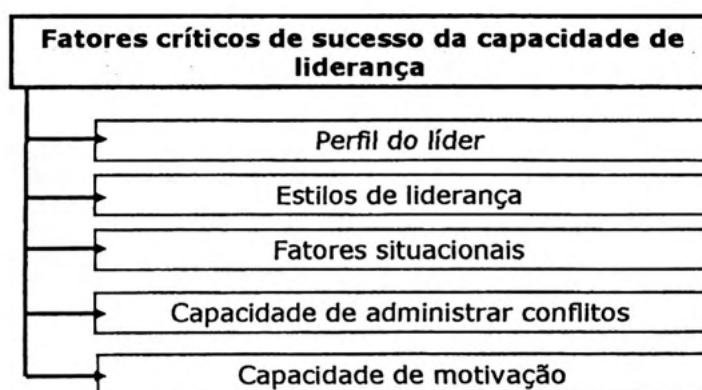 Fatores críticos de sucesso da capacidade de
liderança
Perfil do líder
Estilos de liderança
Fatores situacionais
Capacidade de administrar conflitos
Capacidade de motivação